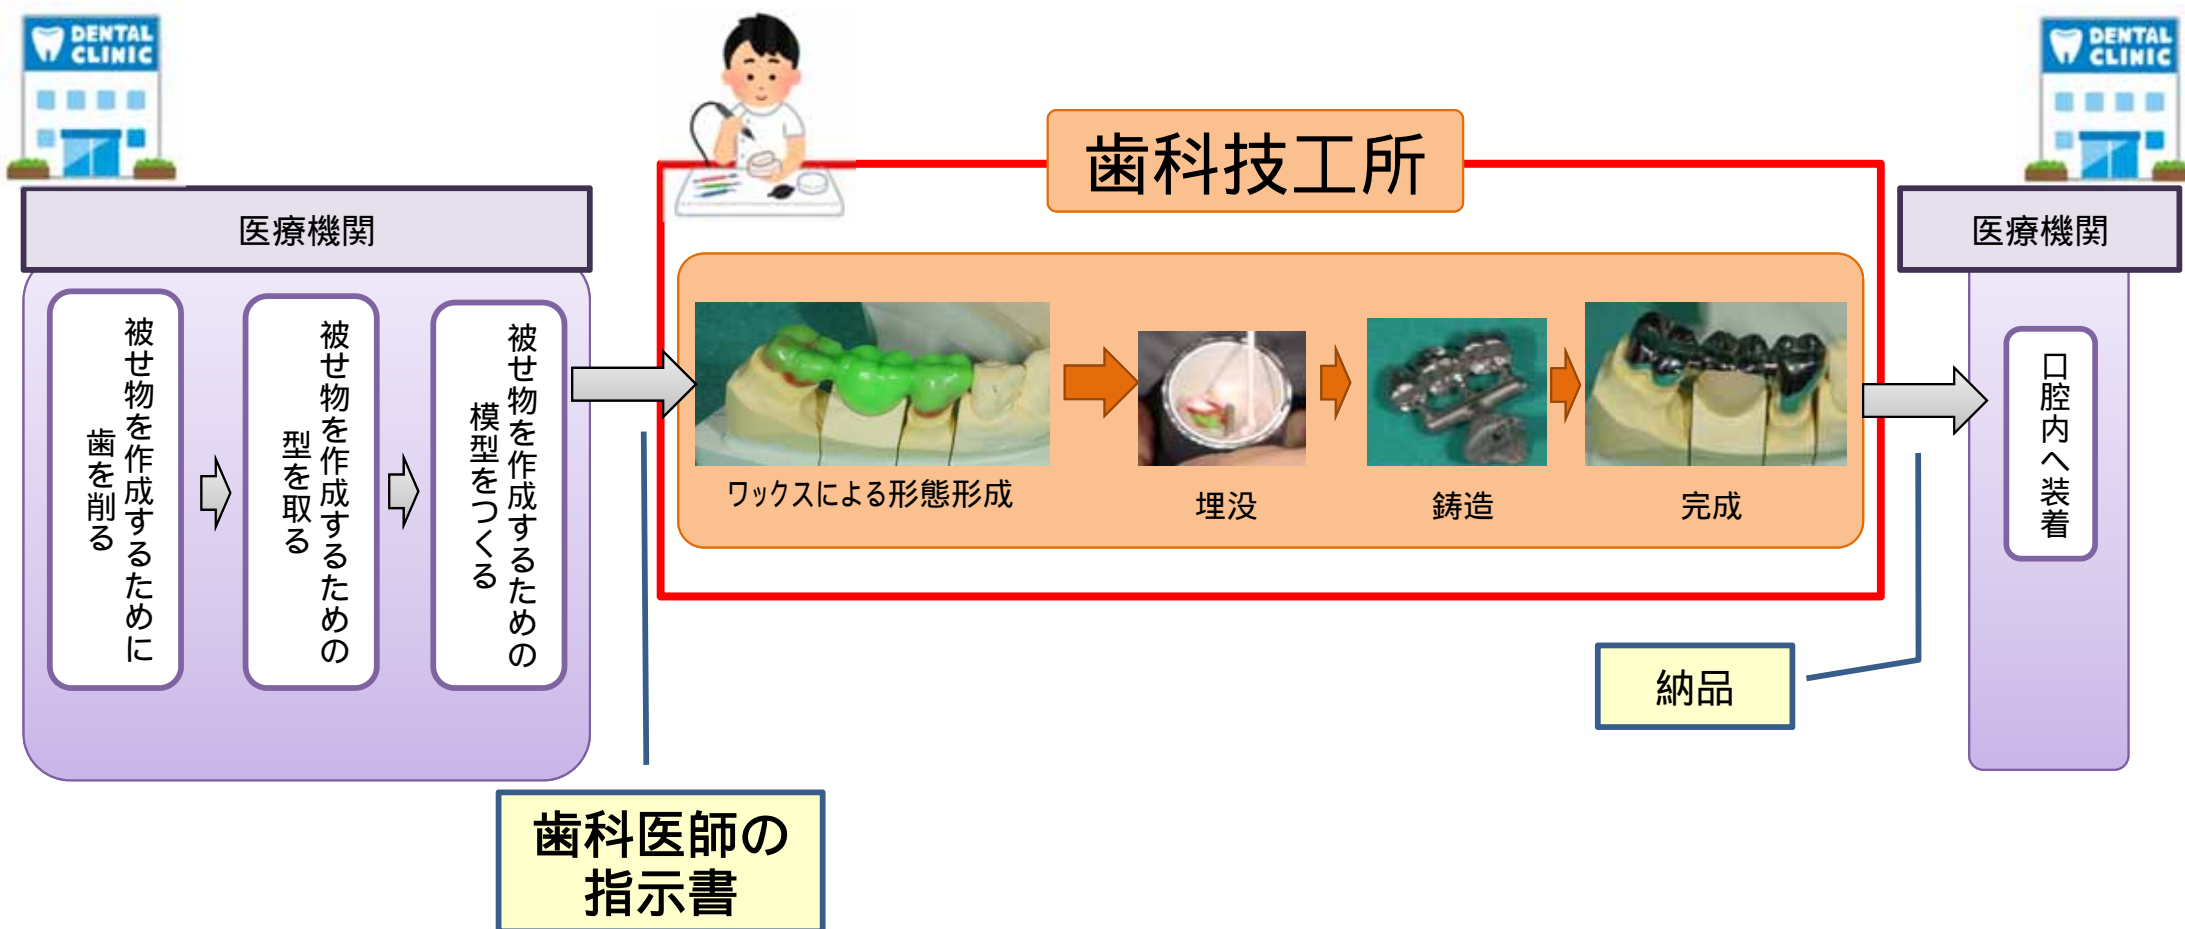 DENTAL
CLINIC
医療機関
被せ物を作成するために
歯を削る
被せ物を作成するための
型を取る
被せ物を作成するための
模型をつくる
歯科医師の
指示書
歯科技工所
ワックスによる形態形成
埋没
鋳造
完成
納品
DENTAL
CLINIC
医療機関
口腔内へ装着